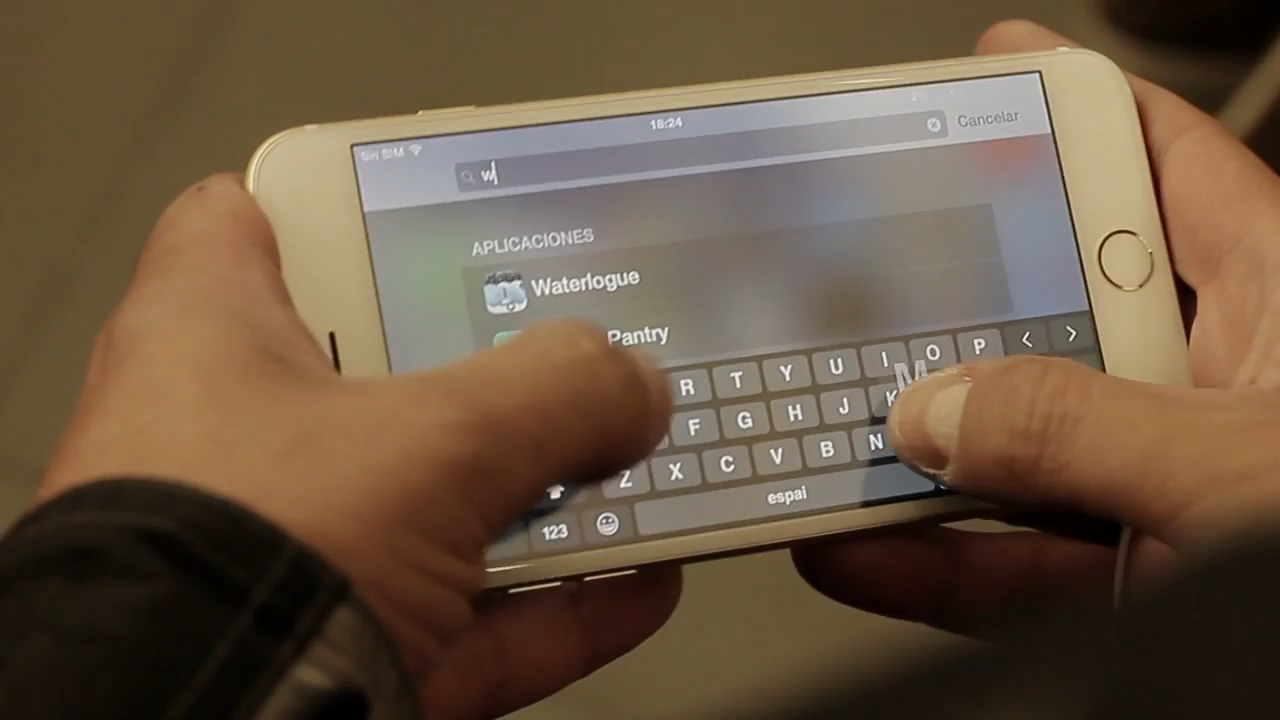 18:24
Sin SIM
w
Cancelar
APLICACIONES
Waterlogue
Pantry
R T Y U I O P < >
F G H J K
M
Z X C V B N
123 espai